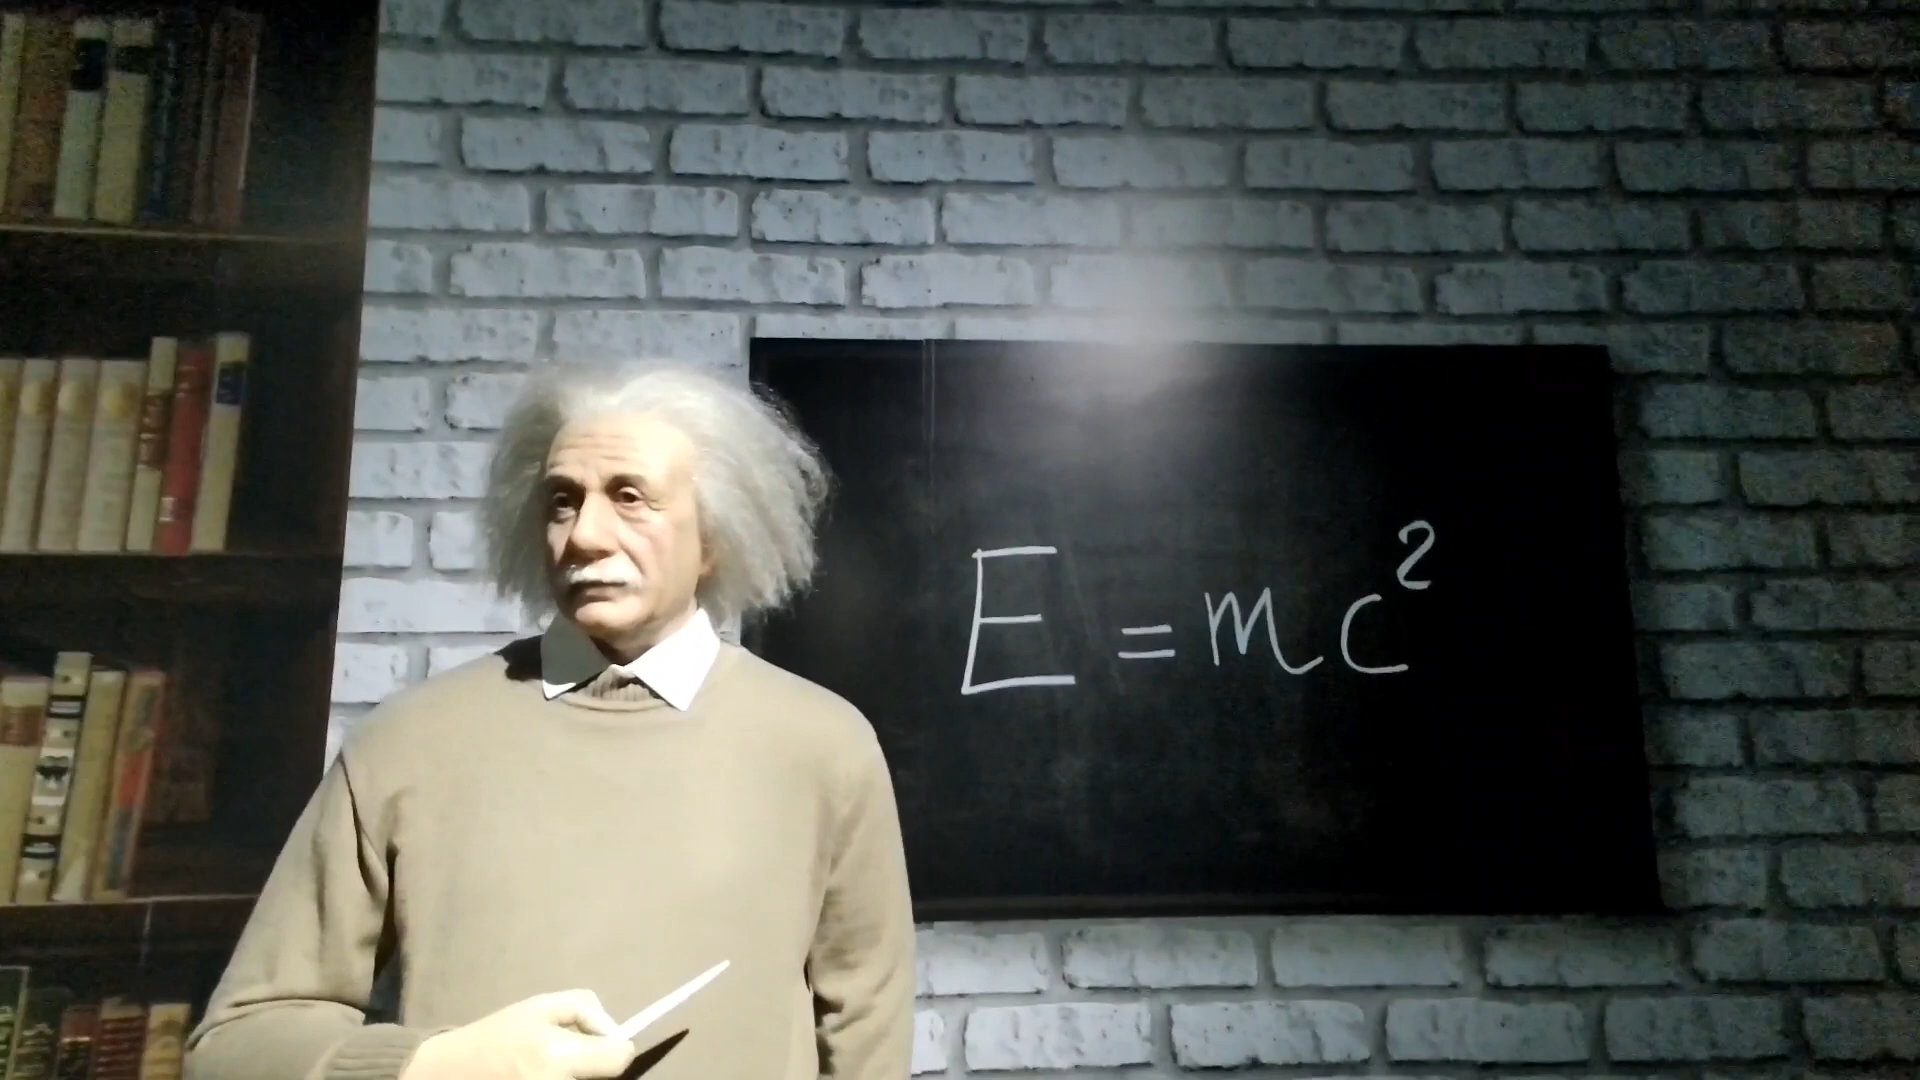 E = mc²